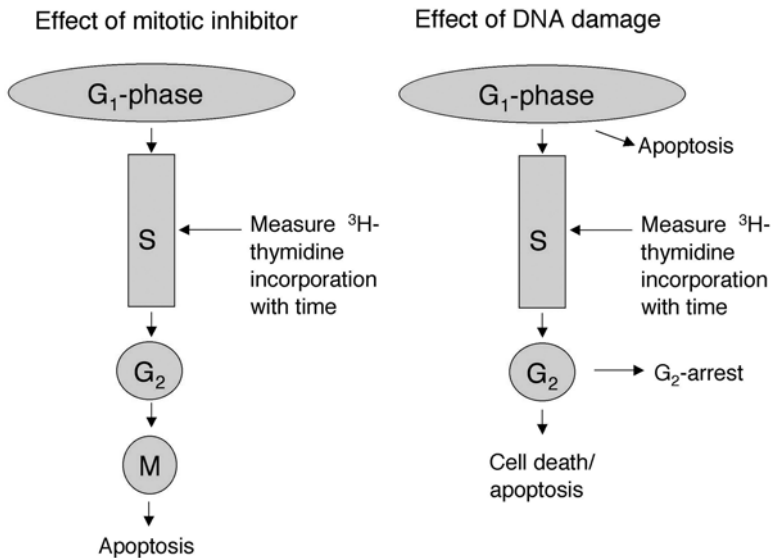 Effect of mitotic inhibitor
G₁-phase
S
Measure ³H-
thymidine
incorporation
with time
G₂
M
Apoptosis
Effect of DNA damage
G₁-phase
Apoptosis
S
Measure ³H-
thymidine
incorporation
with time
G₂
G₂-arrest
Cell death/
apoptosis